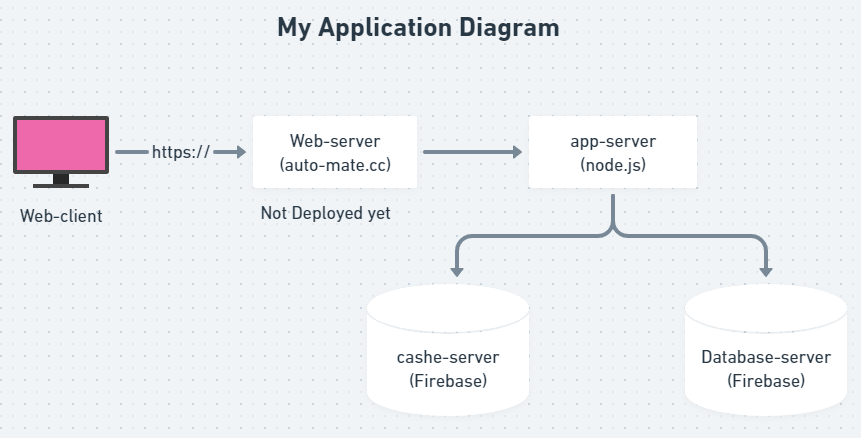 My Application Diagram
https://
Web-server
(auto-mate.cc)
app-server
(node.js)
Web-client
Not Deployed yet
cashe-server
(Firebase)
Database-server
(Firebase)